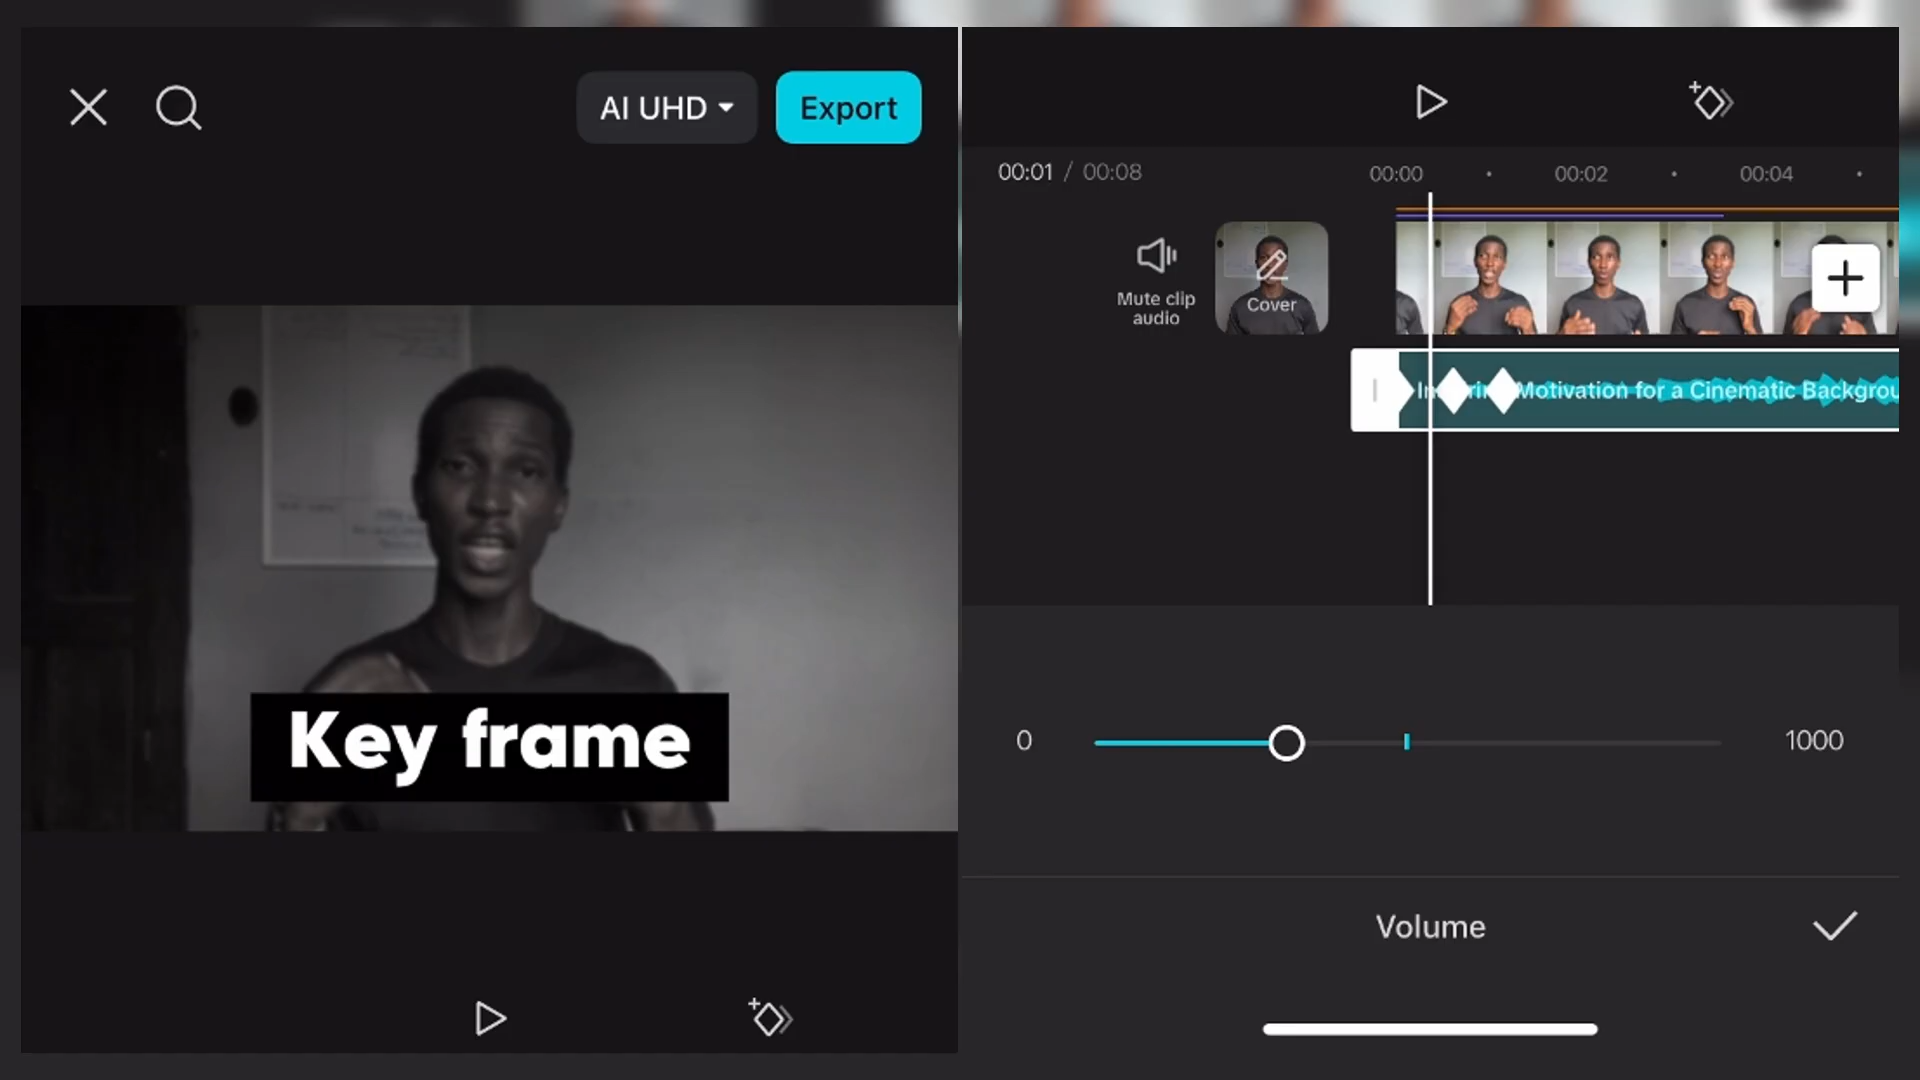 AI UHD
Export
Key frame
00:01 / 00:08
00:00
00:02
00:04
Mute clip
audio
Cover
Motivation for a Cinematic Backgrou
0
1000
Volume